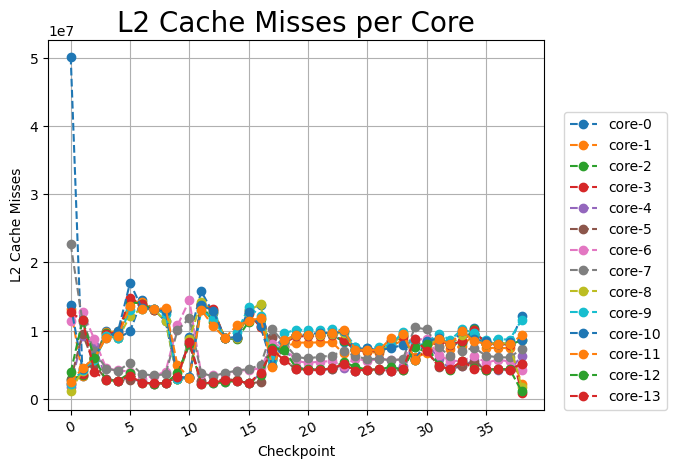 L2 Cache Misses per Core
1e7
5
4
3
2
1
0
L2 Cache Misses
0 5 10 15 20 25 30 35
Checkpoint
core-0
core-1
core-2
core-3
core-4
core-5
core-6
core-7
core-8
core-9
core-10
core-11
core-12
core-13